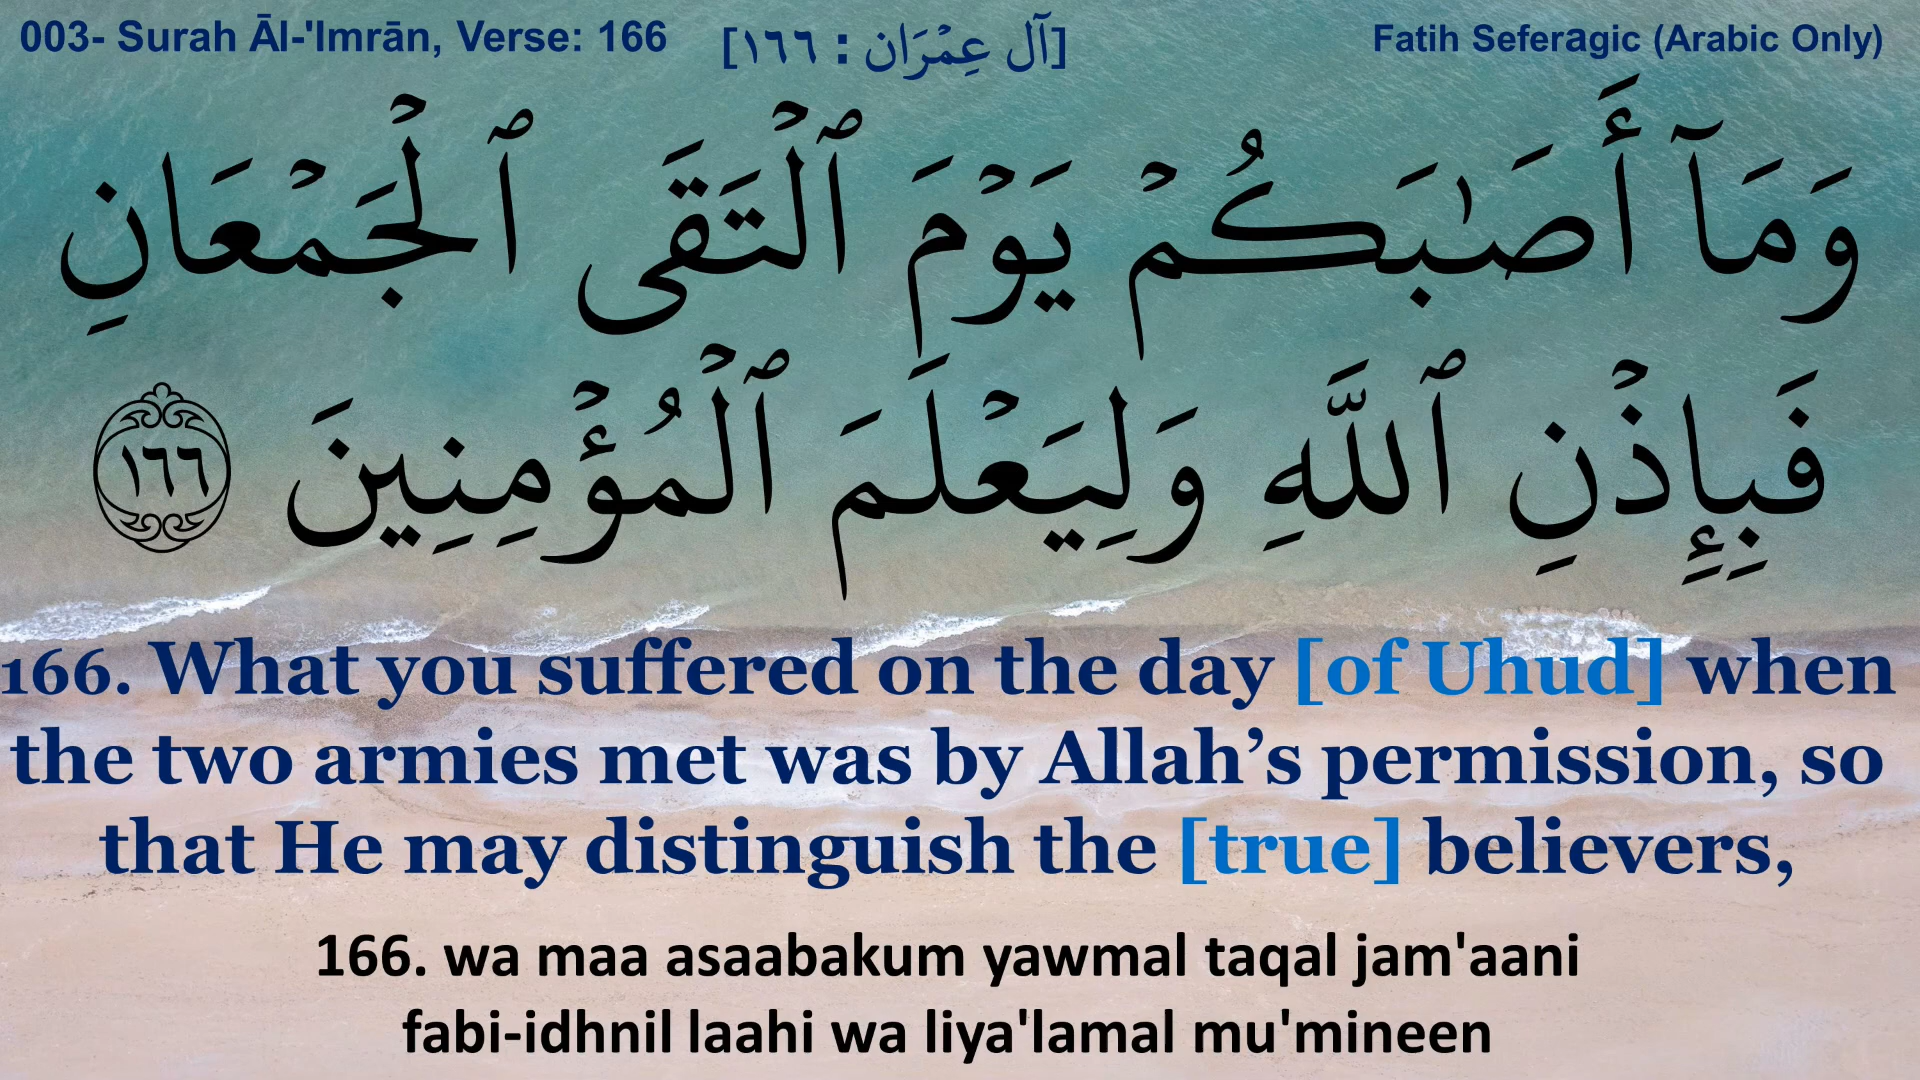 003- Surah Āl-'Imrān, Verse: 166
[آل عِمْرَان : ١٦٦]
Fatih Seferagic (Arabic Only)
وَمَآ أَصَٰبَكُمْ يَوْمَ ٱلْتَقَى ٱلْجَمْعَانِ
فَبِإِذْنِ ٱللَّهِ وَلِيَعْلَمَ ٱلْمُؤْمِنِينَ ١٦٦
166. What you suffered on the day [of Uhud] when
the two armies met was by Allah’s permission, so
that He may distinguish the [true] believers,
166. wa maa asaabakum yawmal taqal jam'aani
fabi-idhnil laahi wa liya'lamal mu'mineen